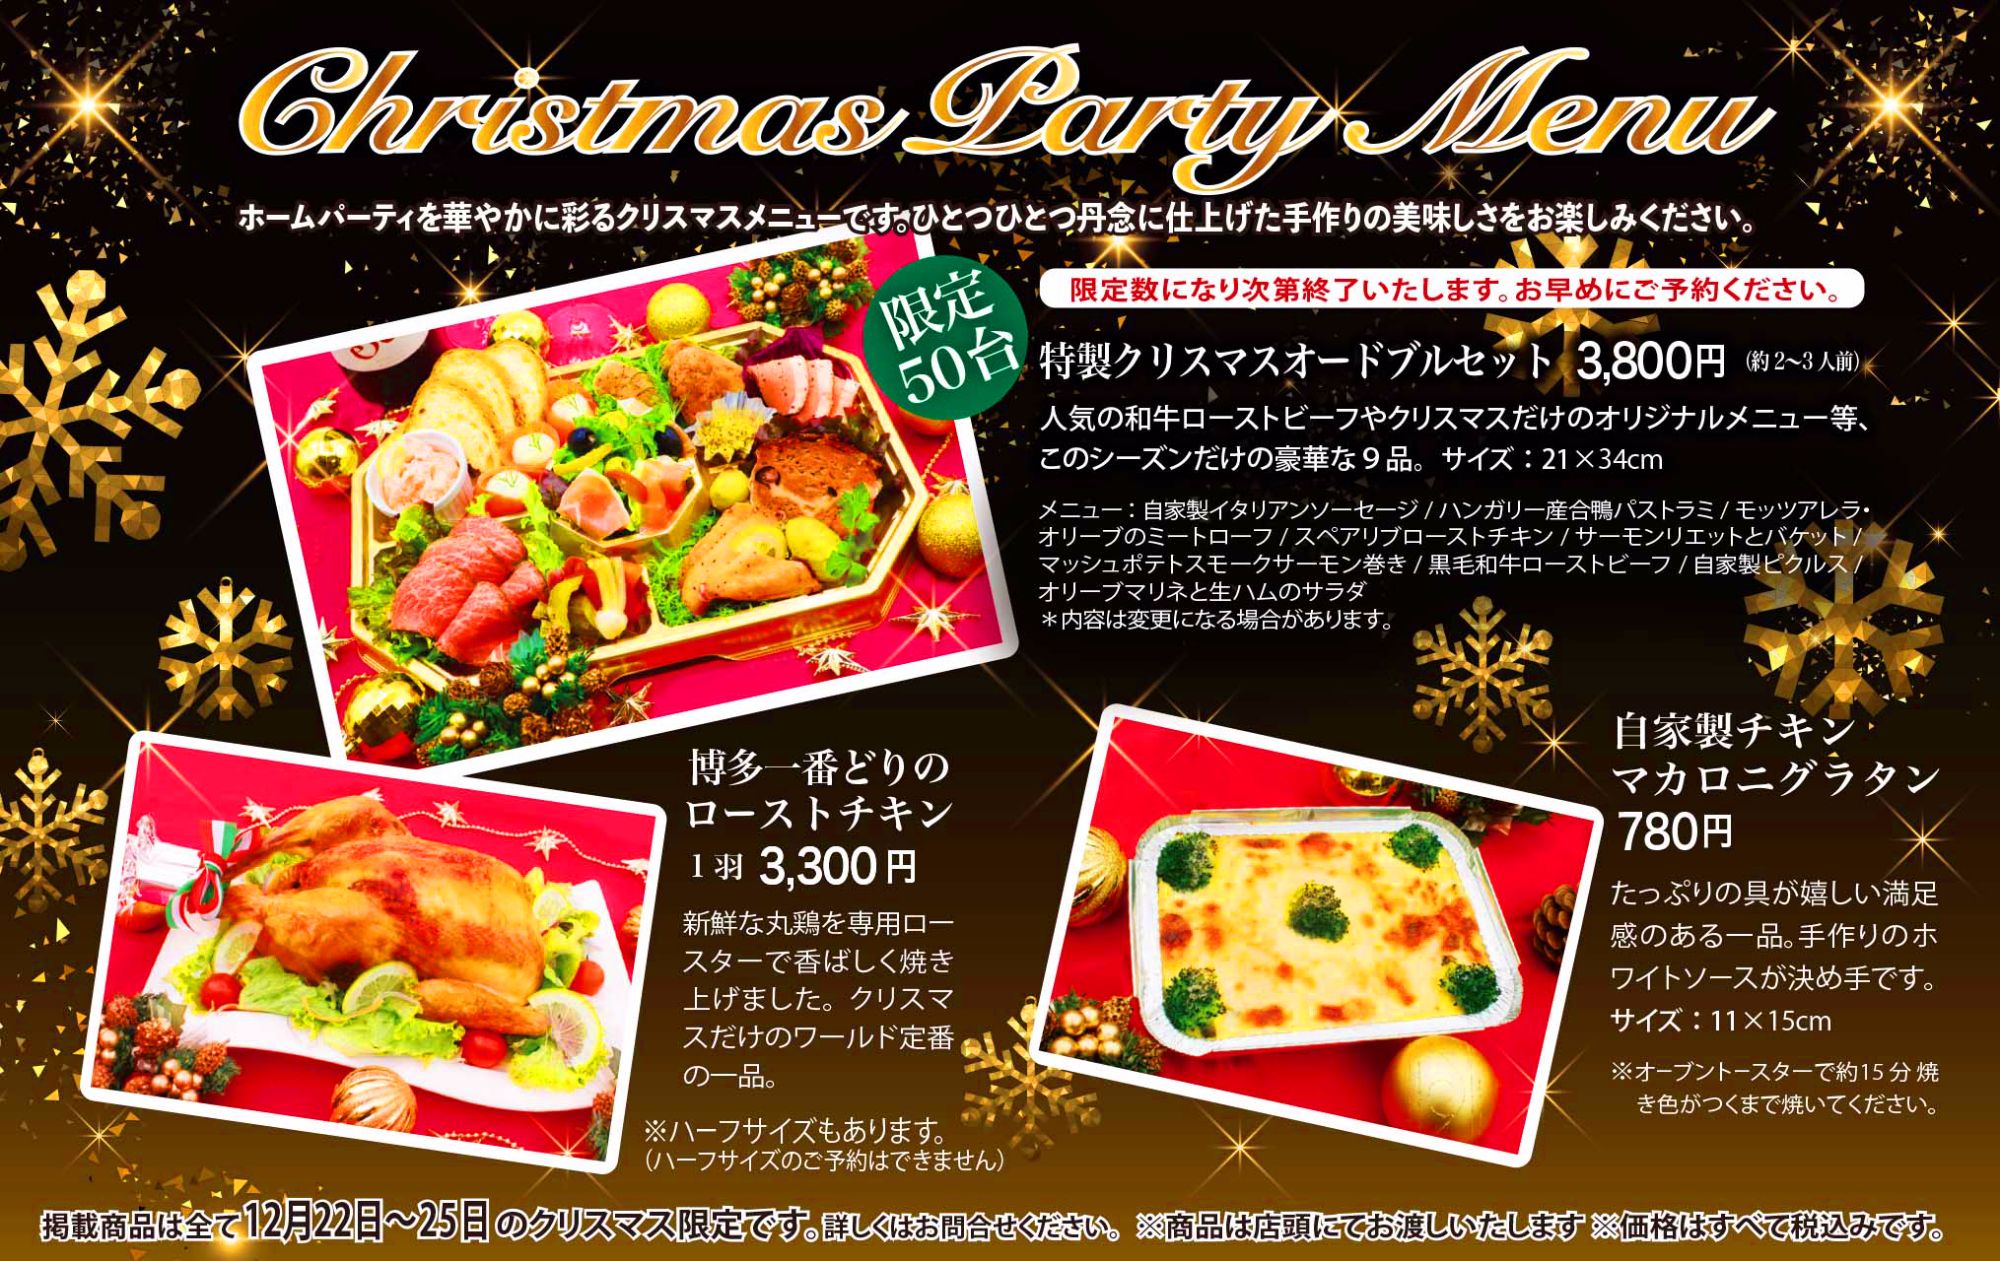 Christmas Party Menu
ホームパーティを華やかに彩るクリスマスメニューです。ひとつひとつ丹念に仕上げた手作りの美味しさをお楽しみください。
限定
50台
限定数になり次第終了いたします。お早めにご予約ください。
特製クリスマスオードブルセット 3,800円（約2〜3人前）
人気の和牛ローストビーフやクリスマスだけのオリジナルメニュー等、
このシーズンだけの豪華な9品。サイズ：21×34cm
メニュー：自家製イタリアンソーセージ / ハンガリー産合鴨パストラミ / モッツアレラ・
オリーブのミートローフ / スペアリブローストチキン / サーモンリエットとバケット /
マッシュポテトスモークサーモン巻き / 黒毛和牛ローストビーフ / 自家製ピクルス /
オリーブマリネと生ハムのサラダ
＊内容は変更になる場合があります。
博多一番どりの
ローストチキン
1羽 3,300円
新鮮な丸鶏を専用ロー
スターで香ばしく焼き
上げました。クリスマ
スだけのワールド定番
の一品。
※ハーフサイズもあります。
（ハーフサイズのご予約はできません）
自家製チキン
マカロニグラタン
780円
たっぷりの具が嬉しい満足
感のある一品。手作りのホ
ワイトソースが決め手です。
サイズ：11×15cm
※オーブントースターで約15分焼
き色がつくまで焼いてください。
掲載商品は全て12月22日〜25日のクリスマス限定です。詳しくはお問合せください。 ※商品は店頭にてお渡しいたします ※価格はすべて税込みです。